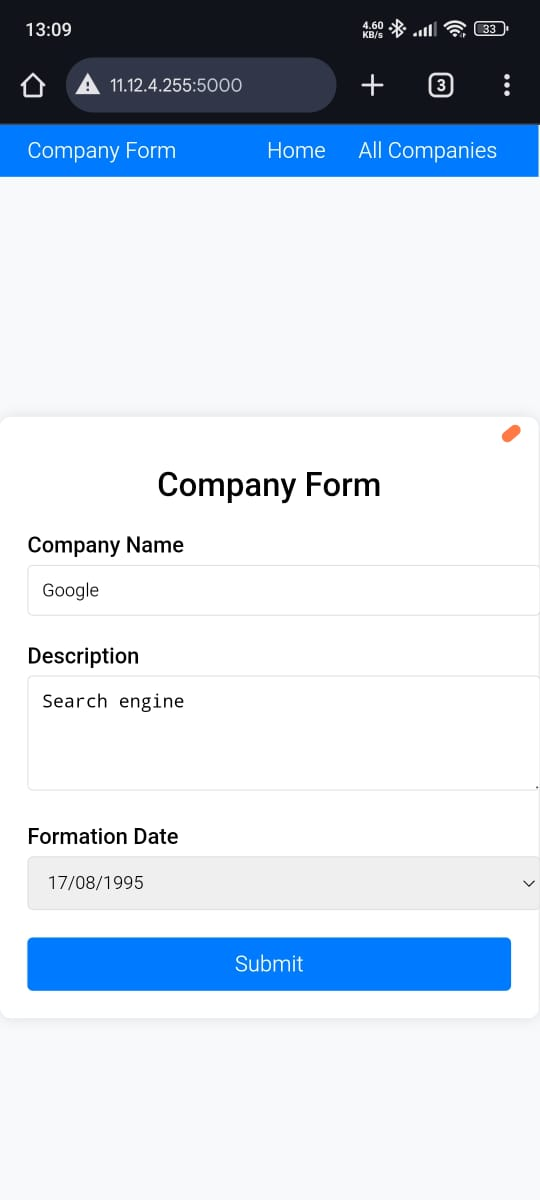 13:09
4.60
KB/s
33
11.12.4.255:5000
3
Company Form Home All Companies
Company Form
Company Name
Google
Description
Search engine
Formation Date
17/08/1995
Submit